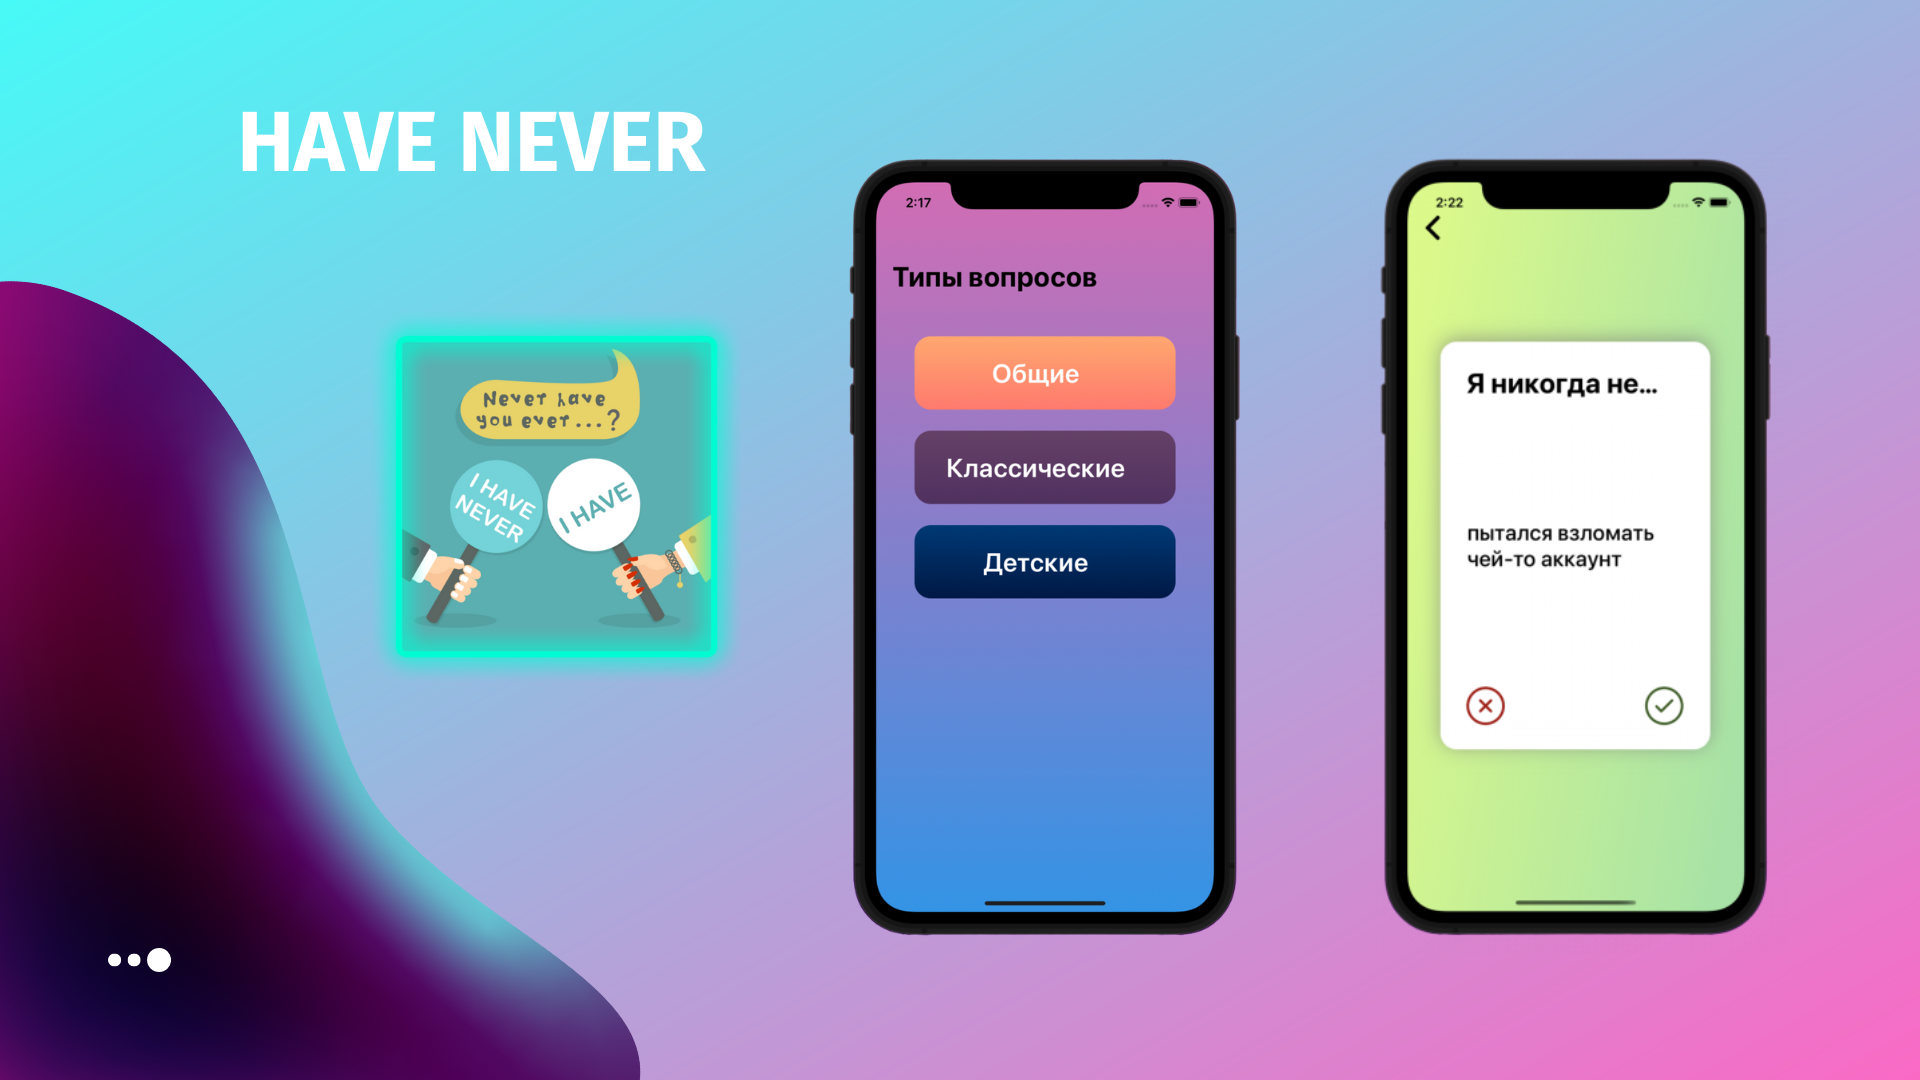 HAVE NEVER
Never have
you ever...?
I HAVE
NEVER
I HAVE
2:17
Типы вопросов
Общие
Классические
Детские
2:22
Я никогда не...
пытался взломать
чей-то аккаунт